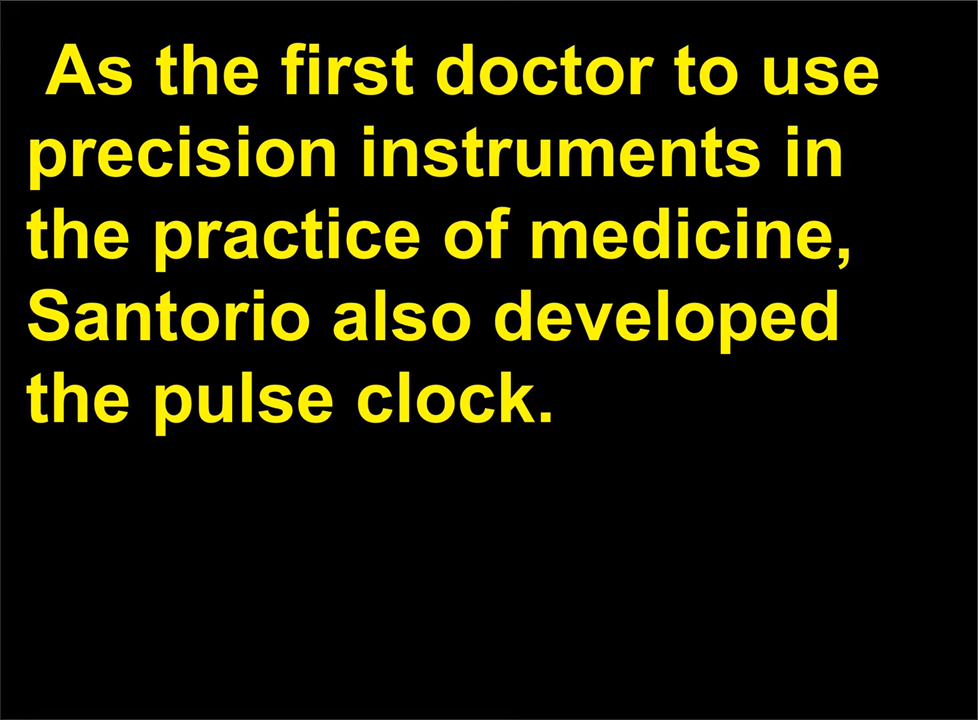 As the first doctor to use
precision instruments in
the practice of medicine,
Santorio also developed
the pulse clock.